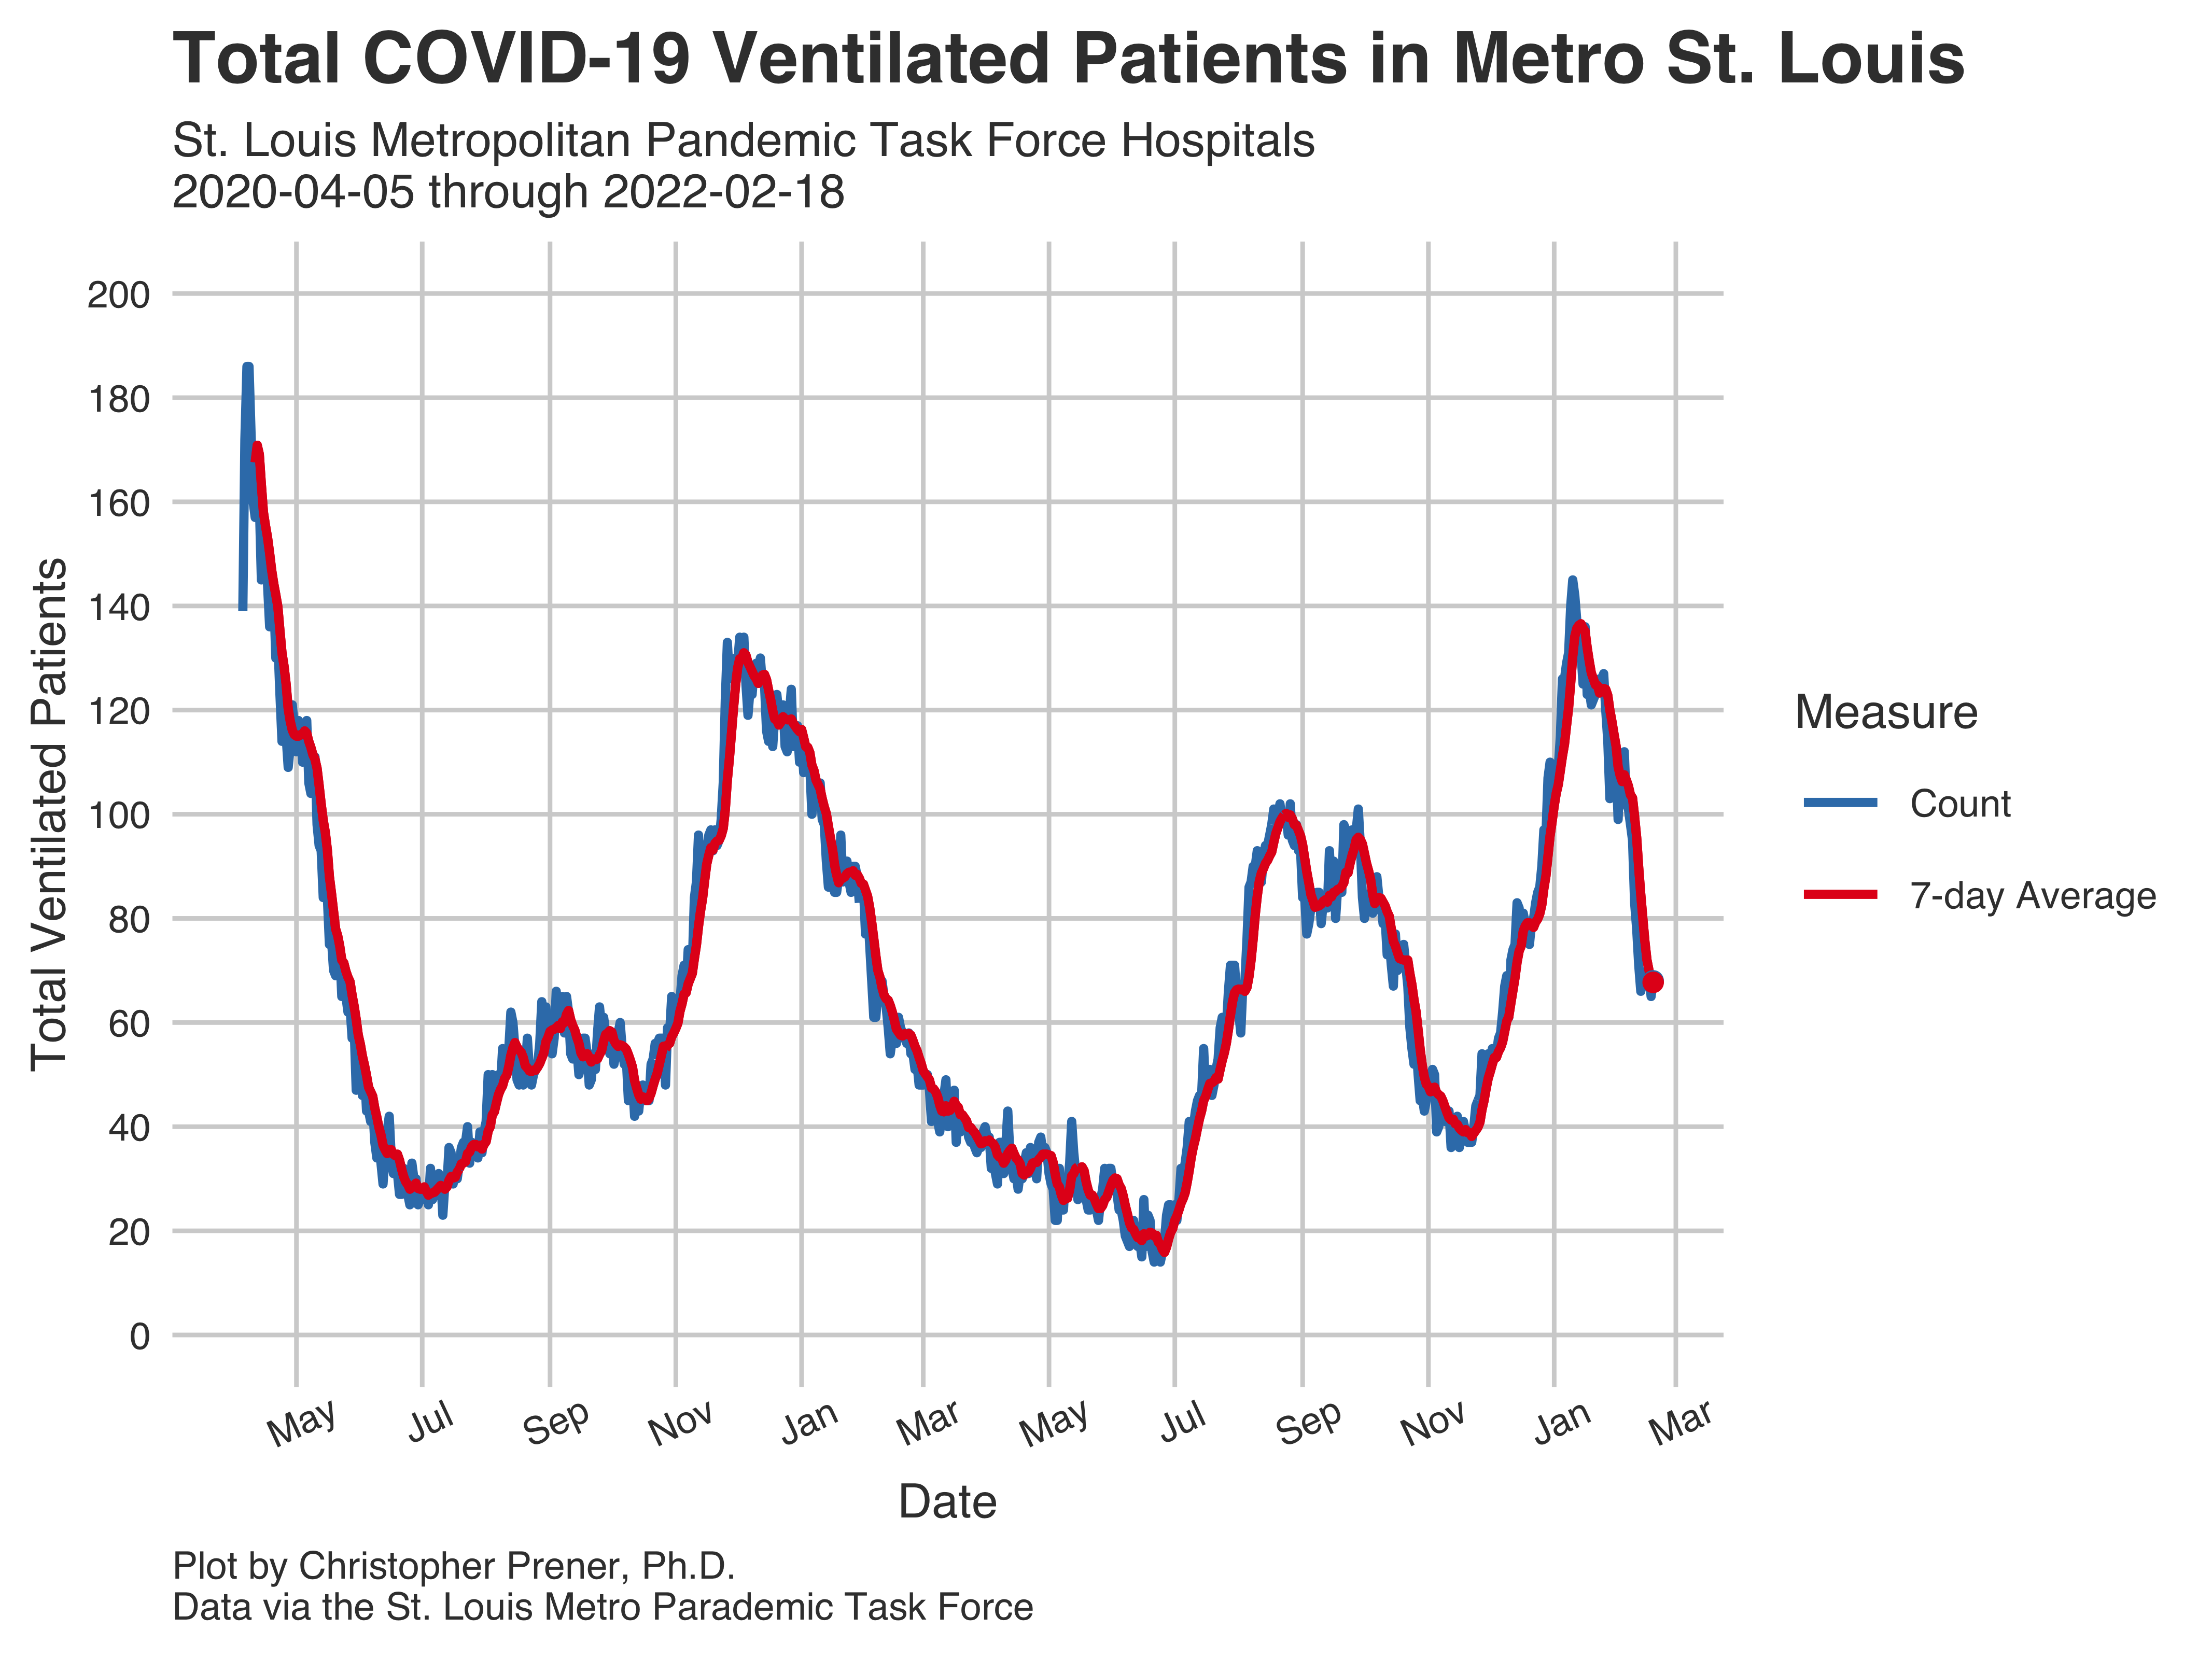 Total COVID-19 Ventilated Patients in Metro St. Louis
St. Louis Metropolitan Pandemic Task Force Hospitals
2020-04-05 through 2022-02-18
200
180
160
140
120
100
80
60
40
20
0
Total Ventilated Patients
May
Jul
Sep
Nov
Jan
Mar
May
Jul
Sep
Nov
Jan
Mar
Date
Measure
Count
7-day Average
Plot by Christopher Prener, Ph.D.
Data via the St. Louis Metro Parademic Task Force